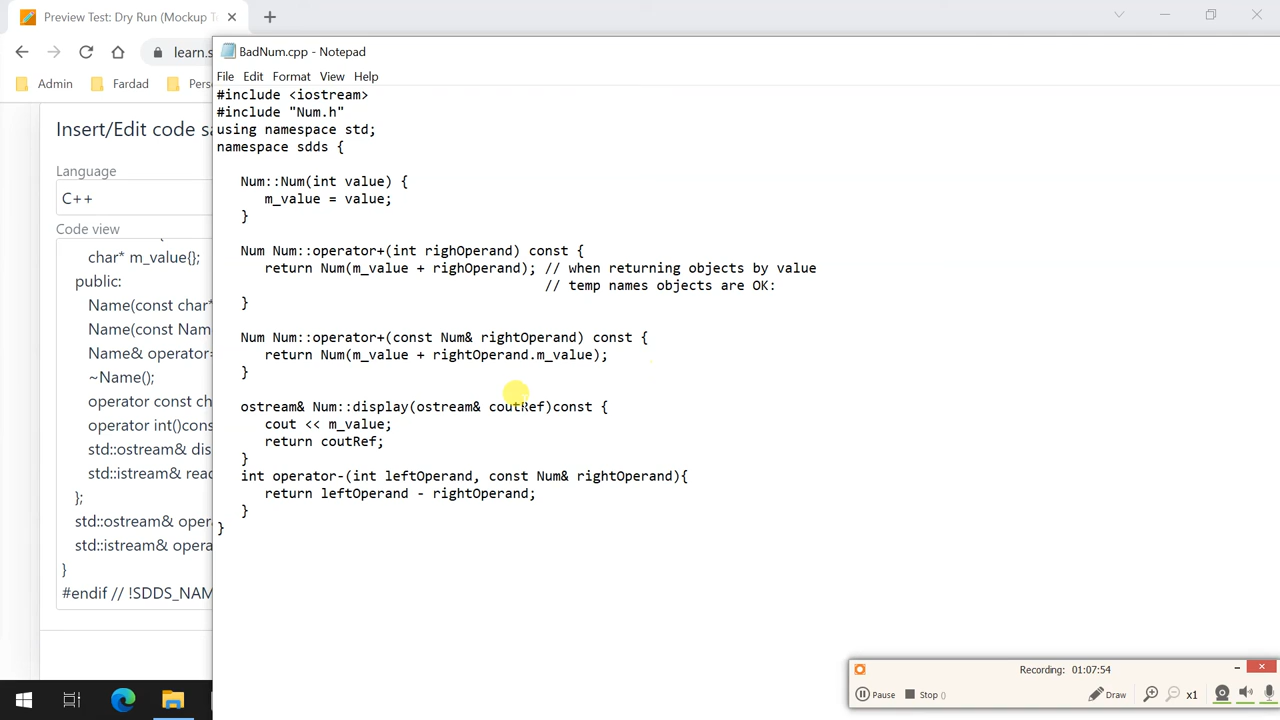 Preview Test: Dry Run (Mockup T
learn.s
Admin
Fardad
Pers
BadNum.cpp - Notepad
File Edit Format View Help
Insert/Edit code sa
Language
C++
Code view
char* m_value{};
public:
Name(const char*
Name(const Nam
Name& operator=
~Name();
operator const ch
operator int()cons
std::ostream& dis
std::istream& reac
};
std::ostream& oper
std::istream& opera
}
#endif // !SDDS_NAM
#include <iostream>
#include "Num.h"
using namespace std;
namespace sdds {
Num::Num(int value) {
m_value = value;
}
Num Num::operator+(int righOperand) const {
return Num(m_value + righOperand); // when returning objects by value
// temp names objects are OK:
}
Num Num::operator+(const Num& rightOperand) const {
return Num(m_value + rightOperand.m_value);
}
ostream& Num::display(ostream& coutRef)const {
cout << m_value;
return coutRef;
}
int operator-(int leftOperand, const Num& rightOperand){
return leftOperand - rightOperand;
}
}
Recording: 01:07:54
Pause
Stop ()
Draw
x1